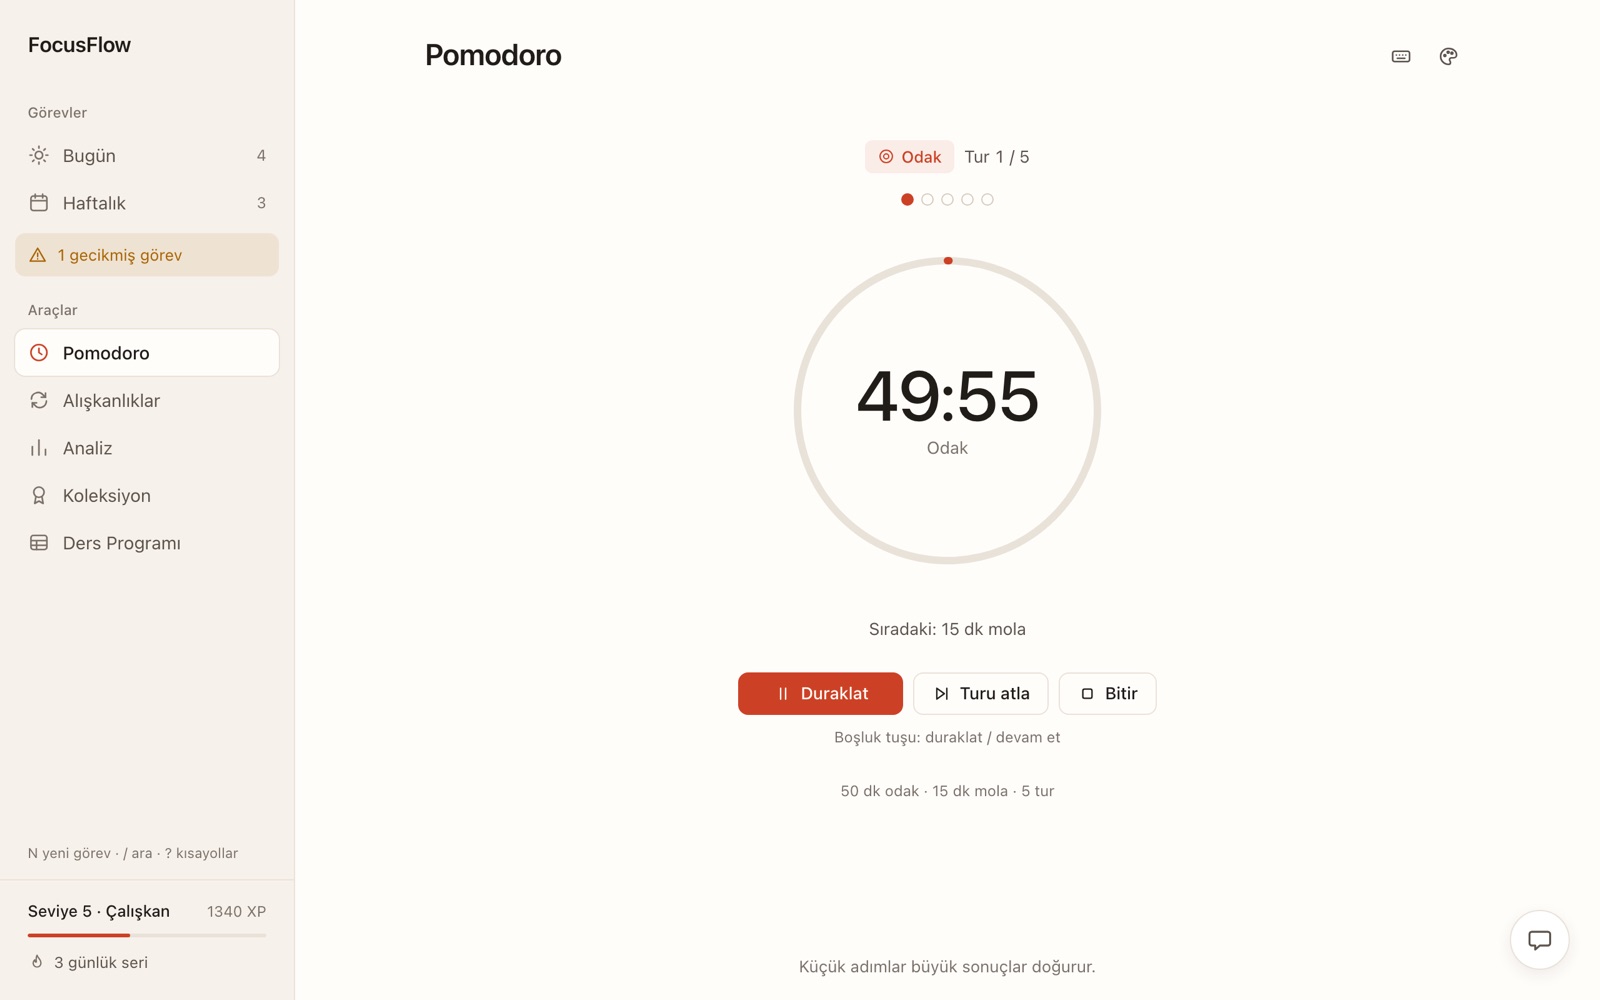 FocusFlow
Görevler
Bugün 4
Haftalık 3
1 gecikmiş görev
Araçlar
Pomodoro
Alışkanlıklar
Analiz
Koleksiyon
Ders Programı
N yeni görev · / ara · ? kısayollar
Seviye 5 · Çalışkan 1340 XP
3 günlük seri
Pomodoro
Odak Tur 1 / 5
49:55
Odak
Sıradaki: 15 dk mola
Duraklat Turu atla Bitir
Boşluk tuşu: duraklat / devam et
50 dk odak · 15 dk mola · 5 tur
Küçük adımlar büyük sonuçlar doğurur.